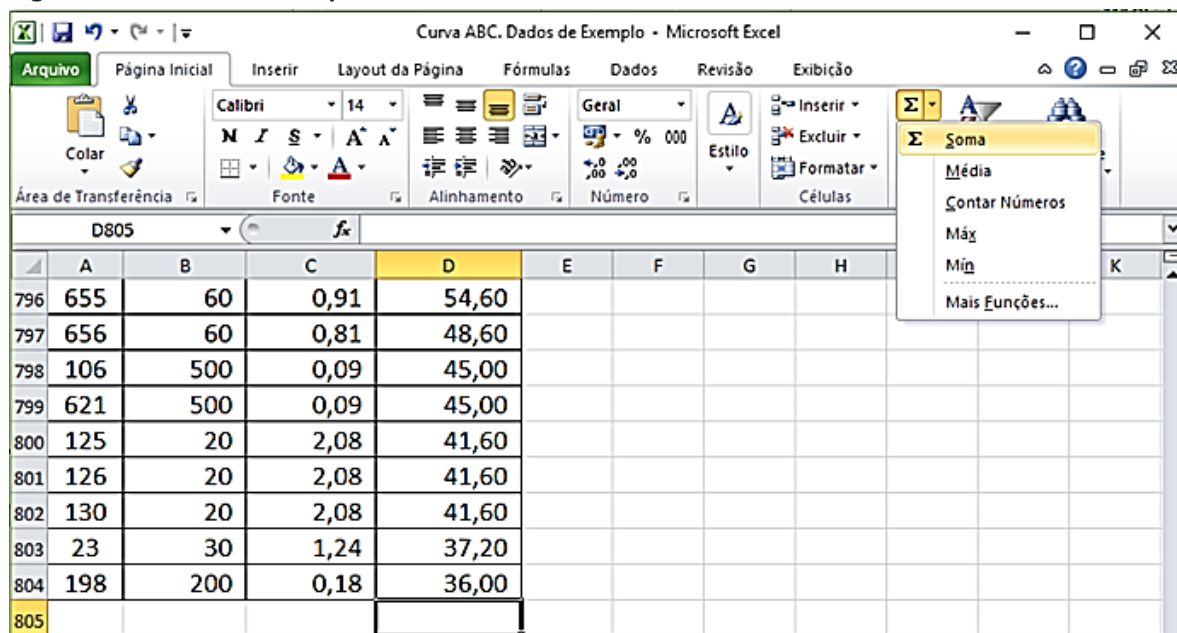 Curva ABC. Dados de Exemplo - Microsoft Excel
Arquivo Página Inicial Inserir Layout da Página Fórmulas Dados Revisão Exibição
Colar
Calibri 14
N I S A A
A
Geral
% 000
,00 ,0
,00 ,0
A
Estilo
Inserir
Excluir
Formatar
Σ
Σ Soma
Média
Contar Números
Máx
Mín
Mais Funções...
Área de Transferência Fonte Alinhamento Número Células
D805 fx
A B C D E F G H K
796 655 60 0,91 54,60
797 656 60 0,81 48,60
798 106 500 0,09 45,00
799 621 500 0,09 45,00
800 125 20 2,08 41,60
801 126 20 2,08 41,60
802 130 20 2,08 41,60
803 23 30 1,24 37,20
804 198 200 0,18 36,00
805